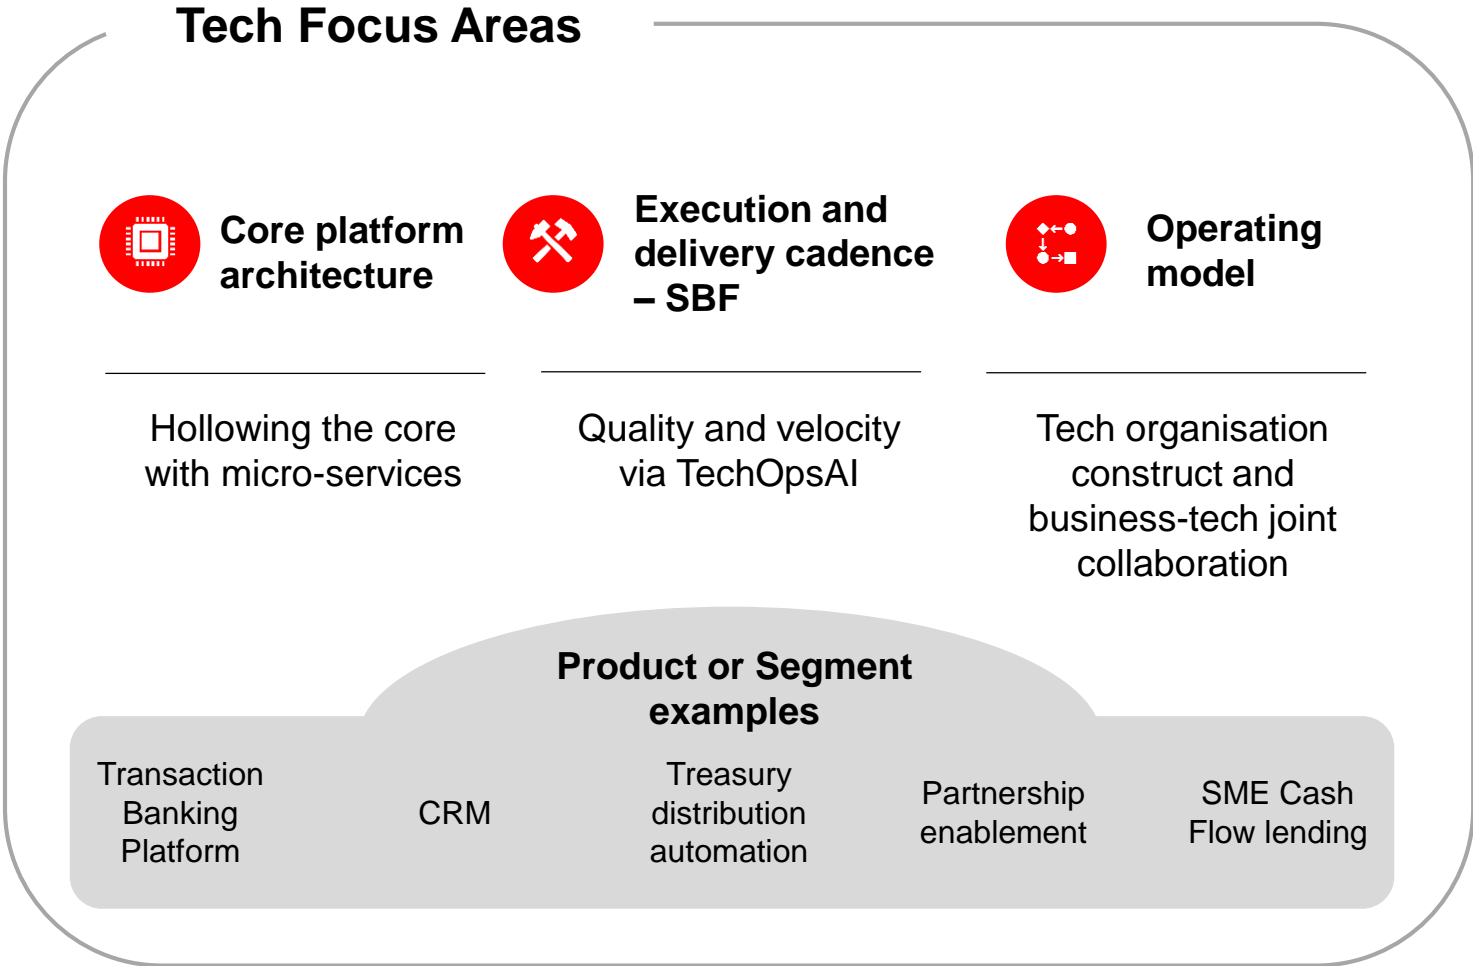 Tech Focus Areas
Core platform
architecture
Execution and
delivery cadence
– SBF
Operating
model
Hollowing the core
with micro-services
Quality and velocity
via TechOpsAI
Tech organisation
construct and
business-tech joint
collaboration
Product or Segment
examples
Transaction
Banking
Platform
CRM
Treasury
distribution
automation
Partnership
enablement
SME Cash
Flow lending